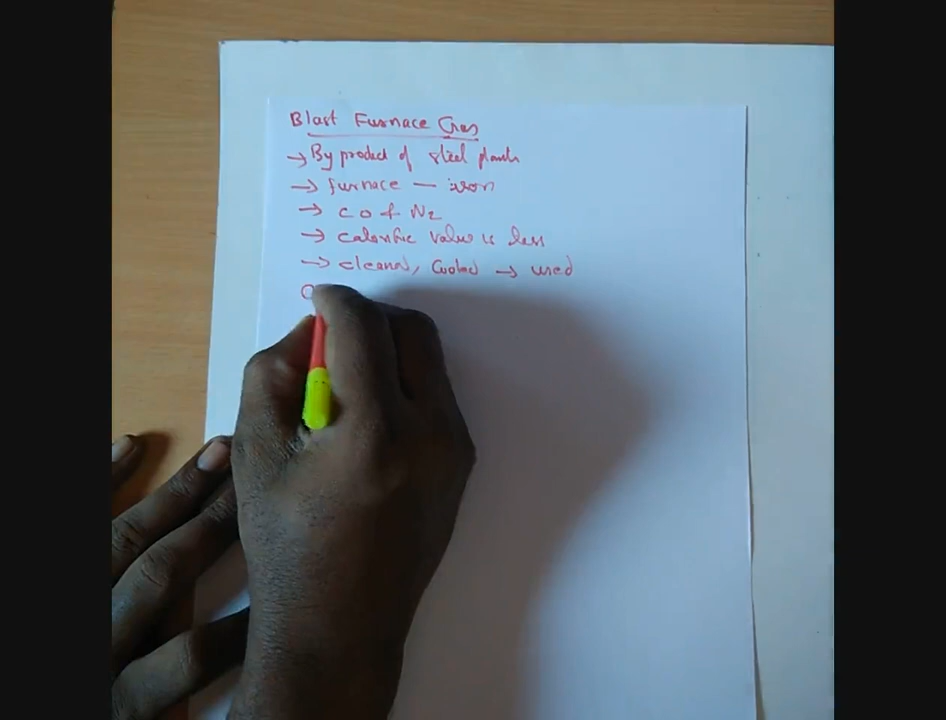 Blast Furnace Gas
→ By product of steel plants
→ furnace — iron
→ CO & N2
→ calorific value is less
→ cleaned, Cooled → used